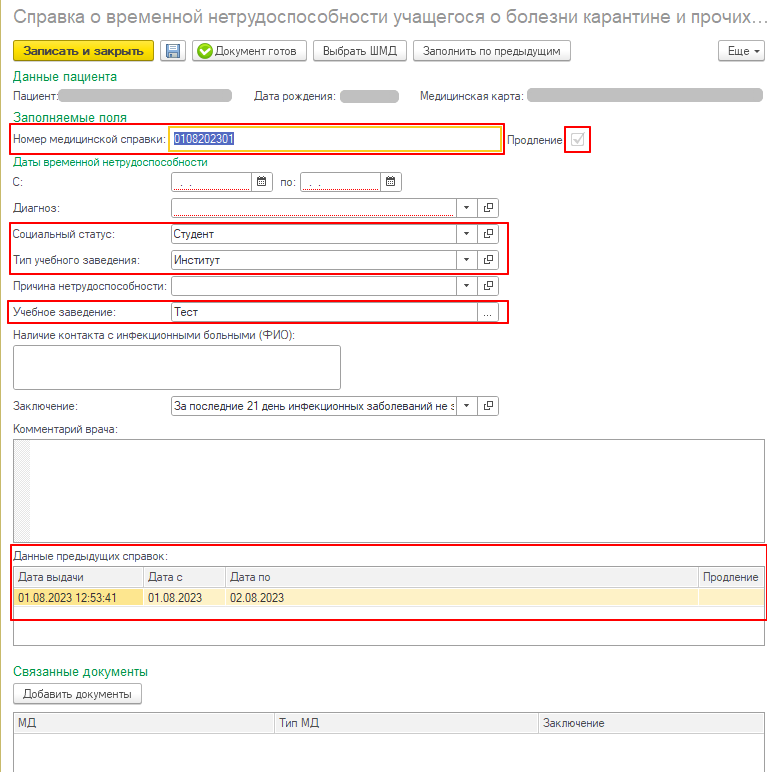 Справка о временной нетрудоспособности учащегося о болезни карантине и прочих...
Записать и закрыть Документ готов Выбрать ШМД Заполнить по предыдущим Еще
Данные пациента
Пациент: Дата рождения: Медицинская карта:
Заполняемые поля
Номер медицинской справки: 0108202301 Продление
Даты временной нетрудоспособности
С: . . по: . .
Диагноз:
Социальный статус: Студент
Тип учебного заведения: Институт
Причина нетрудоспособности:
Учебное заведение: Тест ...
Наличие контакта с инфекционными больными (ФИО):
Заключение: За последние 21 день инфекционных заболеваний не з
Комментарий врача:
Данные предыдущих справок:
Дата выдачи Дата с Дата по Продление
01.08.2023 12:53:41 01.08.2023 02.08.2023
Связанные документы
Добавить документы
МД Тип МД Заключение